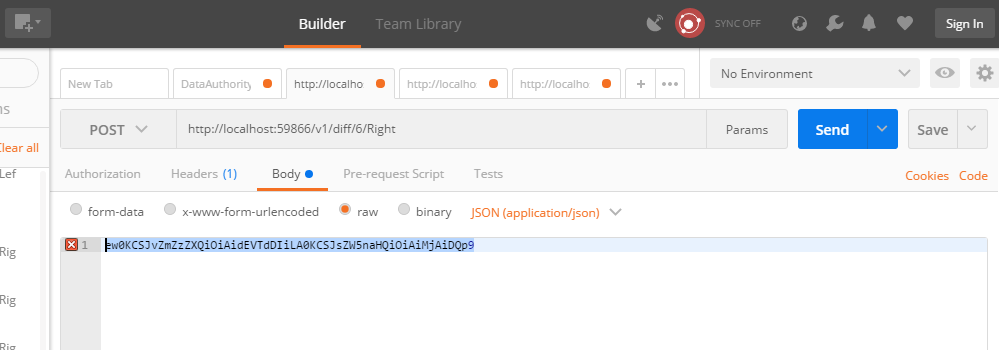 Builder
Team Library
SYNC OFF
Sign In
New Tab
DataAuthority
http://localho
http://localho
http://localho
+
•••
No Environment
ns
Clear all
Lef
Rig
Rig
Rig
POST
http://localhost:59866/v1/diff/6/Right
Params
Send
Save
Authorization
Headers (1)
Body
Pre-request Script
Tests
Cookies
Code
form-data
x-www-form-urlencoded
raw
binary
JSON (application/json)
1
ew0KCSJvZmZzZXQiOiAidEVTdDIiLA0KCSJsZW5naHQiOiAiMjAiDQp9